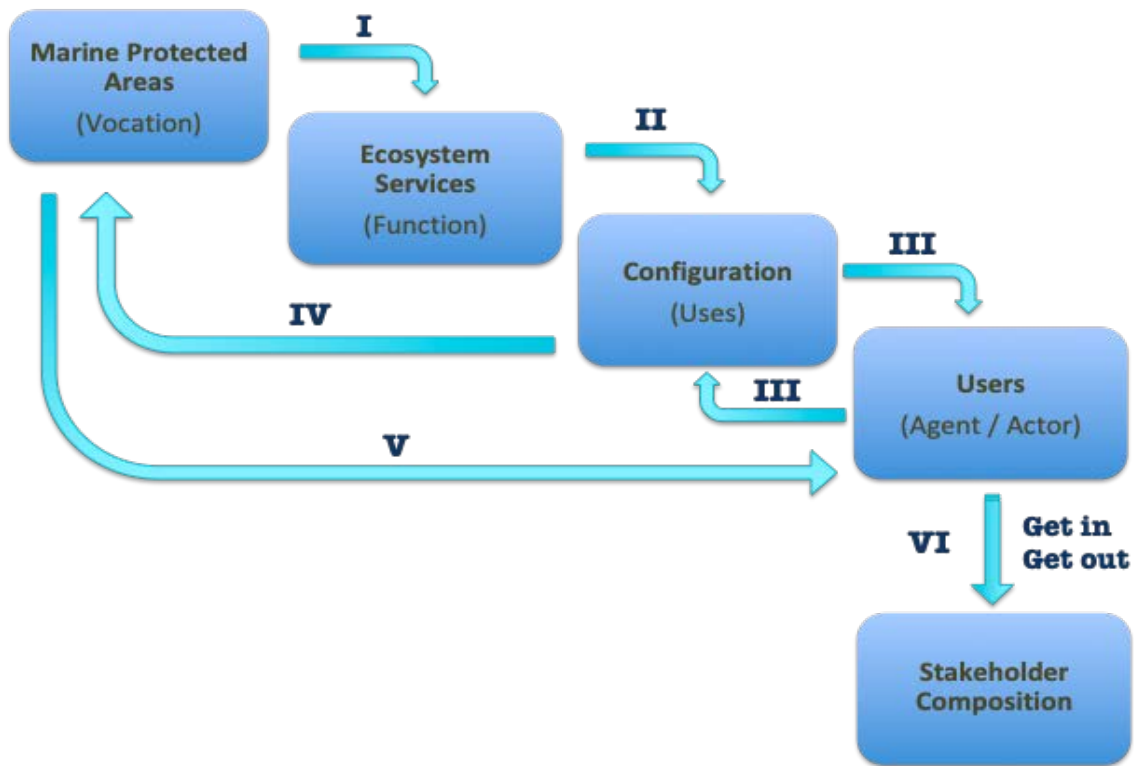 I
Marine Protected
Areas
(Vocation)
II
Ecosystem
Services
(Function)
III
Configuration
(Uses)
IV
III
Users
(Agent / Actor)
V
VI
Get in
Get out
Stakeholder
Composition